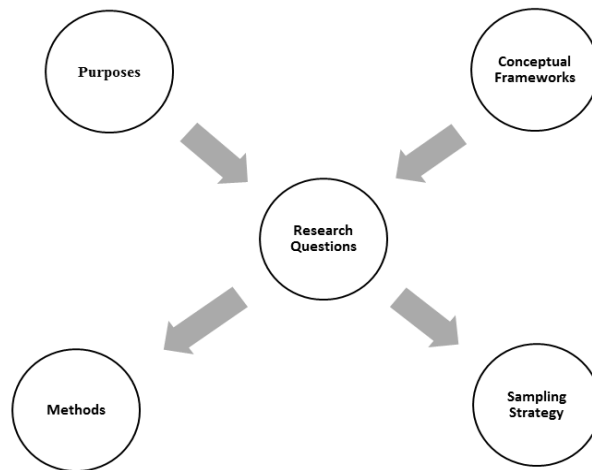 Purposes
Conceptual
Frameworks
Research
Questions
Methods
Sampling
Strategy